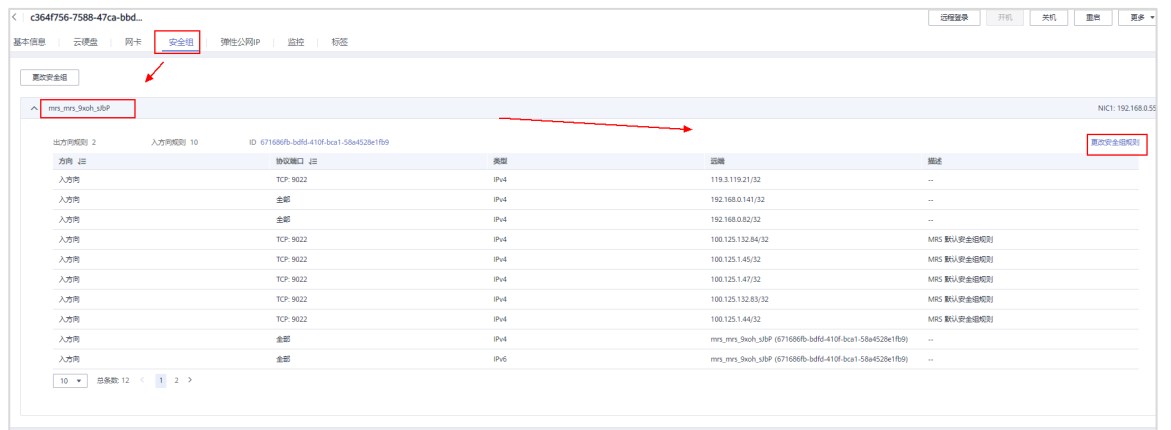 < c364f756-7588-47ca-bbd... 远程登录 开机 关机 重启 更多
基本信息 云硬盘 网卡 安全组 弹性公网IP 监控 标签
更改安全组
mrs_mrs_9xoh_sJbP NIC1: 192.168.0.55
出方向规则 2 入方向规则 10 ID 671686fb-bdfd-410f-bca1-58a4528e1fb9 更改安全组规则
方向 协议端口 类型 远端 描述
入方向 TCP: 9022 IPv4 119.3.119.21/32 --
入方向 全部 IPv4 192.168.0.141/32 --
入方向 全部 IPv4 192.168.0.82/32 --
入方向 TCP: 9022 IPv4 100.125.132.84/32 MRS 默认安全组规则
入方向 TCP: 9022 IPv4 100.125.1.45/32 MRS 默认安全组规则
入方向 TCP: 9022 IPv4 100.125.1.47/32 MRS 默认安全组规则
入方向 TCP: 9022 IPv4 100.125.132.83/32 MRS 默认安全组规则
入方向 TCP: 9022 IPv4 100.125.1.44/32 MRS 默认安全组规则
入方向 全部 IPv4 mrs_mrs_9xoh_sJbP (671686fb-bdfd-410f-bca1-58a4528e1fb9) --
入方向 全部 IPv6 mrs_mrs_9xoh_sJbP (671686fb-bdfd-410f-bca1-58a4528e1fb9) --
10 总条数: 12 < 1 2 >